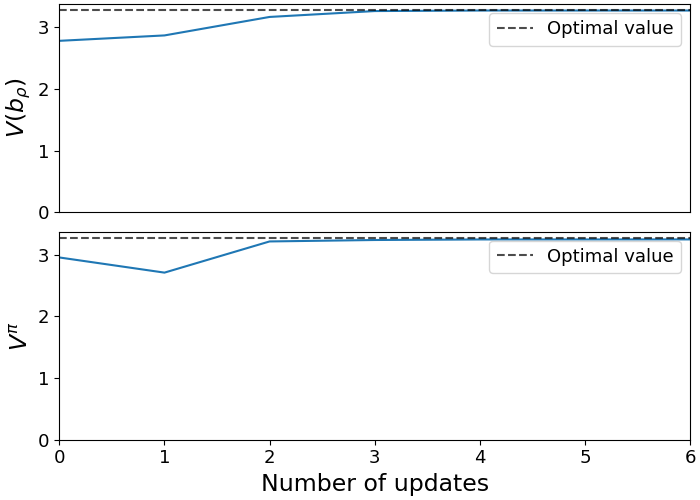 3
2
1
0
V(b_ρ)
Optimal value
3
2
1
0
V^π
Optimal value
0 1 2 3 4 5 6
Number of updates